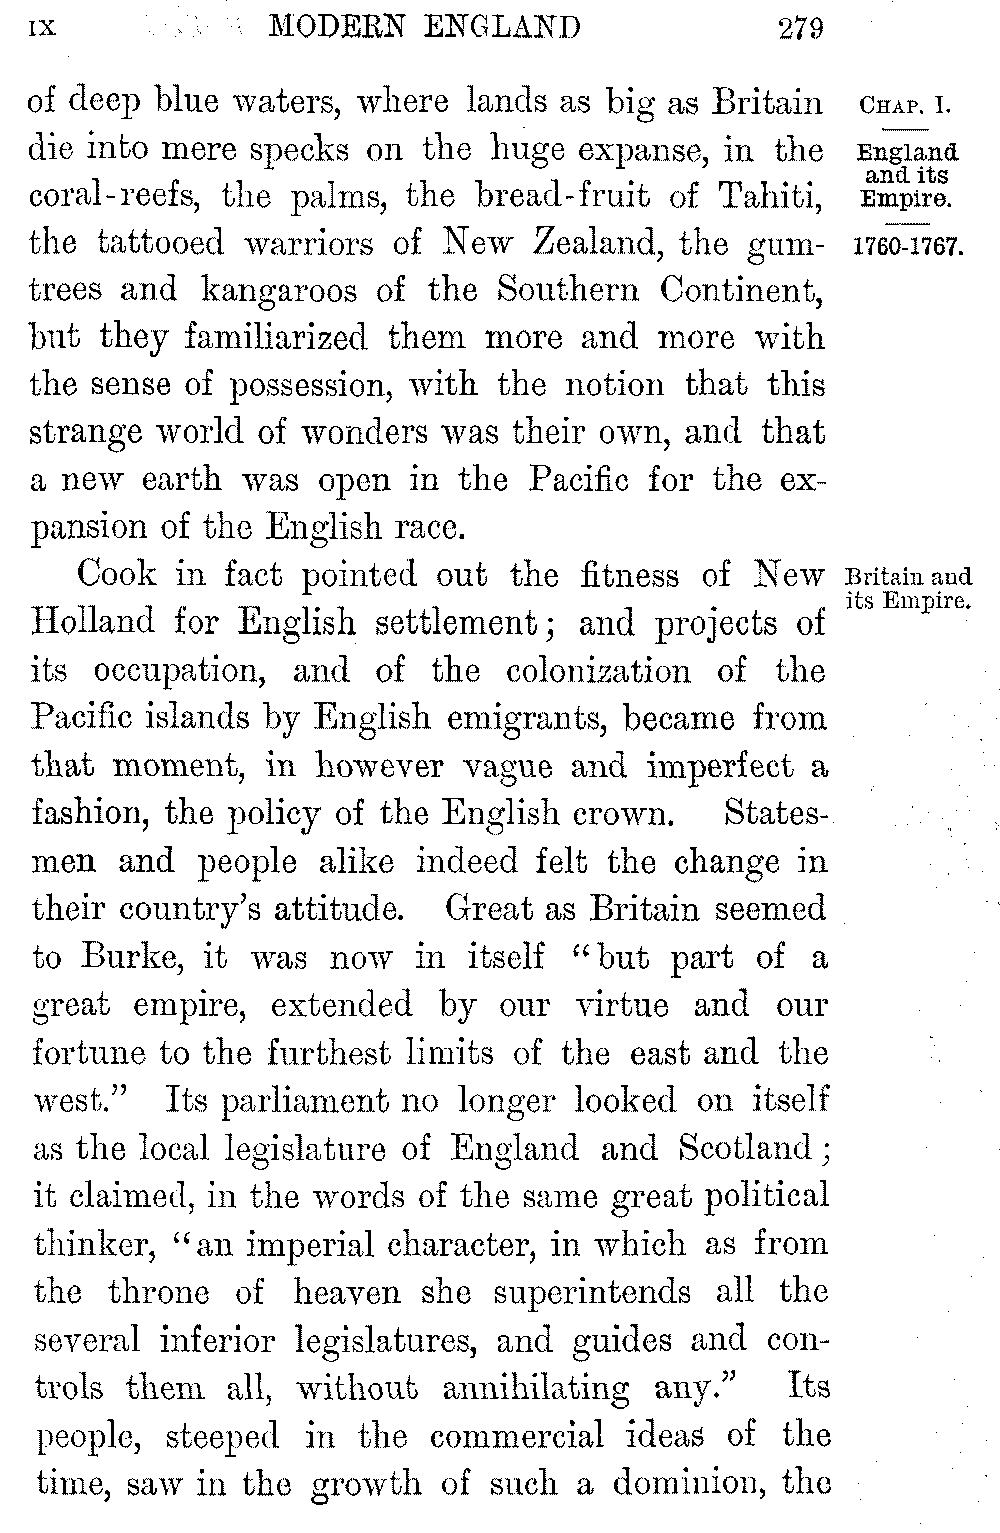 IX MODERN ENGLAND 279
of deep blue waters, where lands as big as Britain
die into mere specks on the huge expanse, in the
coral-reefs, the palms, the bread-fruit of Tahiti,
the tattooed warriors of New Zealand, the gum-
trees and kangaroos of the Southern Continent,
but they familiarized them more and more with
the sense of possession, with the notion that this
strange world of wonders was their own, and that
a new earth was open in the Pacific for the ex-
pansion of the English race.
CHAP. I.
England
and its
Empire.
1760-1767.
Cook in fact pointed out the fitness of New
Holland for English settlement; and projects of
its occupation, and of the colonization of the
Pacific islands by English emigrants, became from
that moment, in however vague and imperfect a
fashion, the policy of the English crown. States-
men and people alike indeed felt the change in
their country's attitude. Great as Britain seemed
to Burke, it was now in itself “but part of a
great empire, extended by our virtue and our
fortune to the furthest limits of the east and the
west.” Its parliament no longer looked on itself
as the local legislature of England and Scotland;
it claimed, in the words of the same great political
thinker, “an imperial character, in which as from
the throne of heaven she superintends all the
several inferior legislatures, and guides and con-
trols them all, without annihilating any.” Its
people, steeped in the commercial ideas of the
time, saw in the growth of such a dominion, the
Britain and
its Empire.